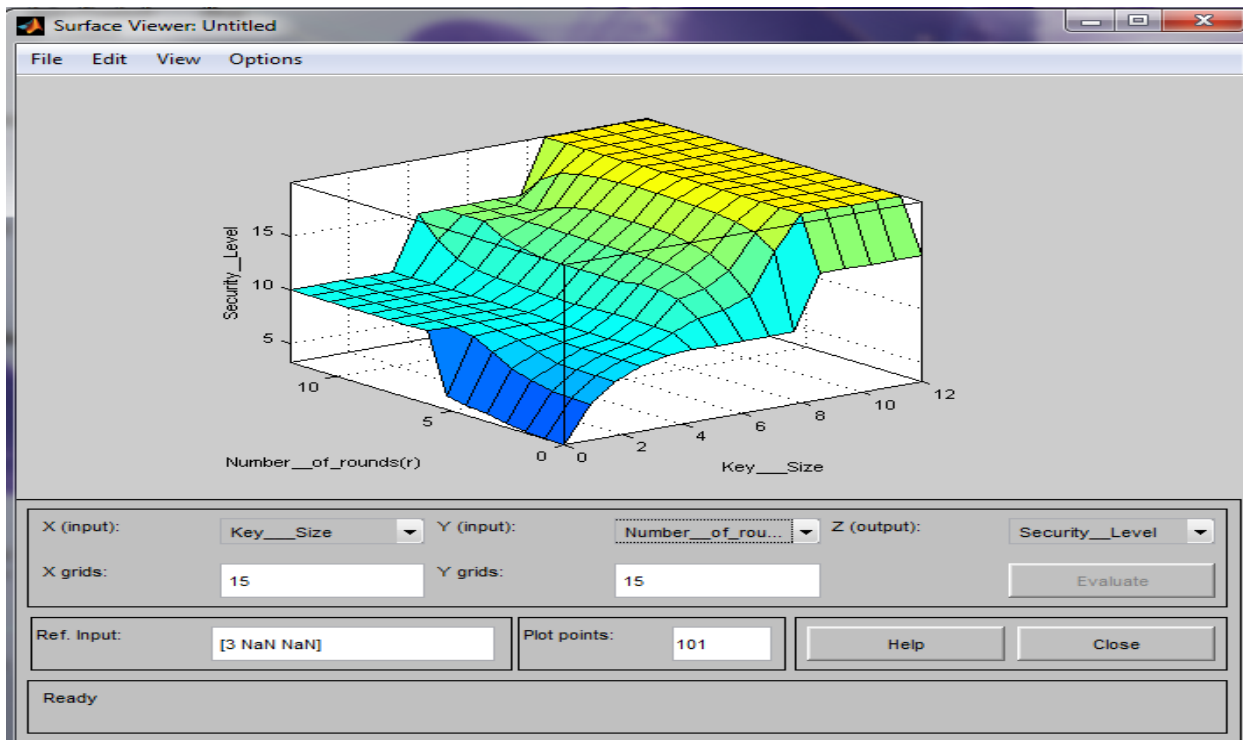 Surface Viewer: Untitled
File Edit View Options
15
10
5
Security__Level
10
5
0
Number__of_rounds(r)
0
2
4
6
8
10
12
Key___Size
X (input): Key___Size Y (input): Number__of_rou... Z (output): Security__Level
X grids: 15 Y grids: 15 Evaluate
Ref. Input: [3 NaN NaN] Plot points: 101 Help Close
Ready